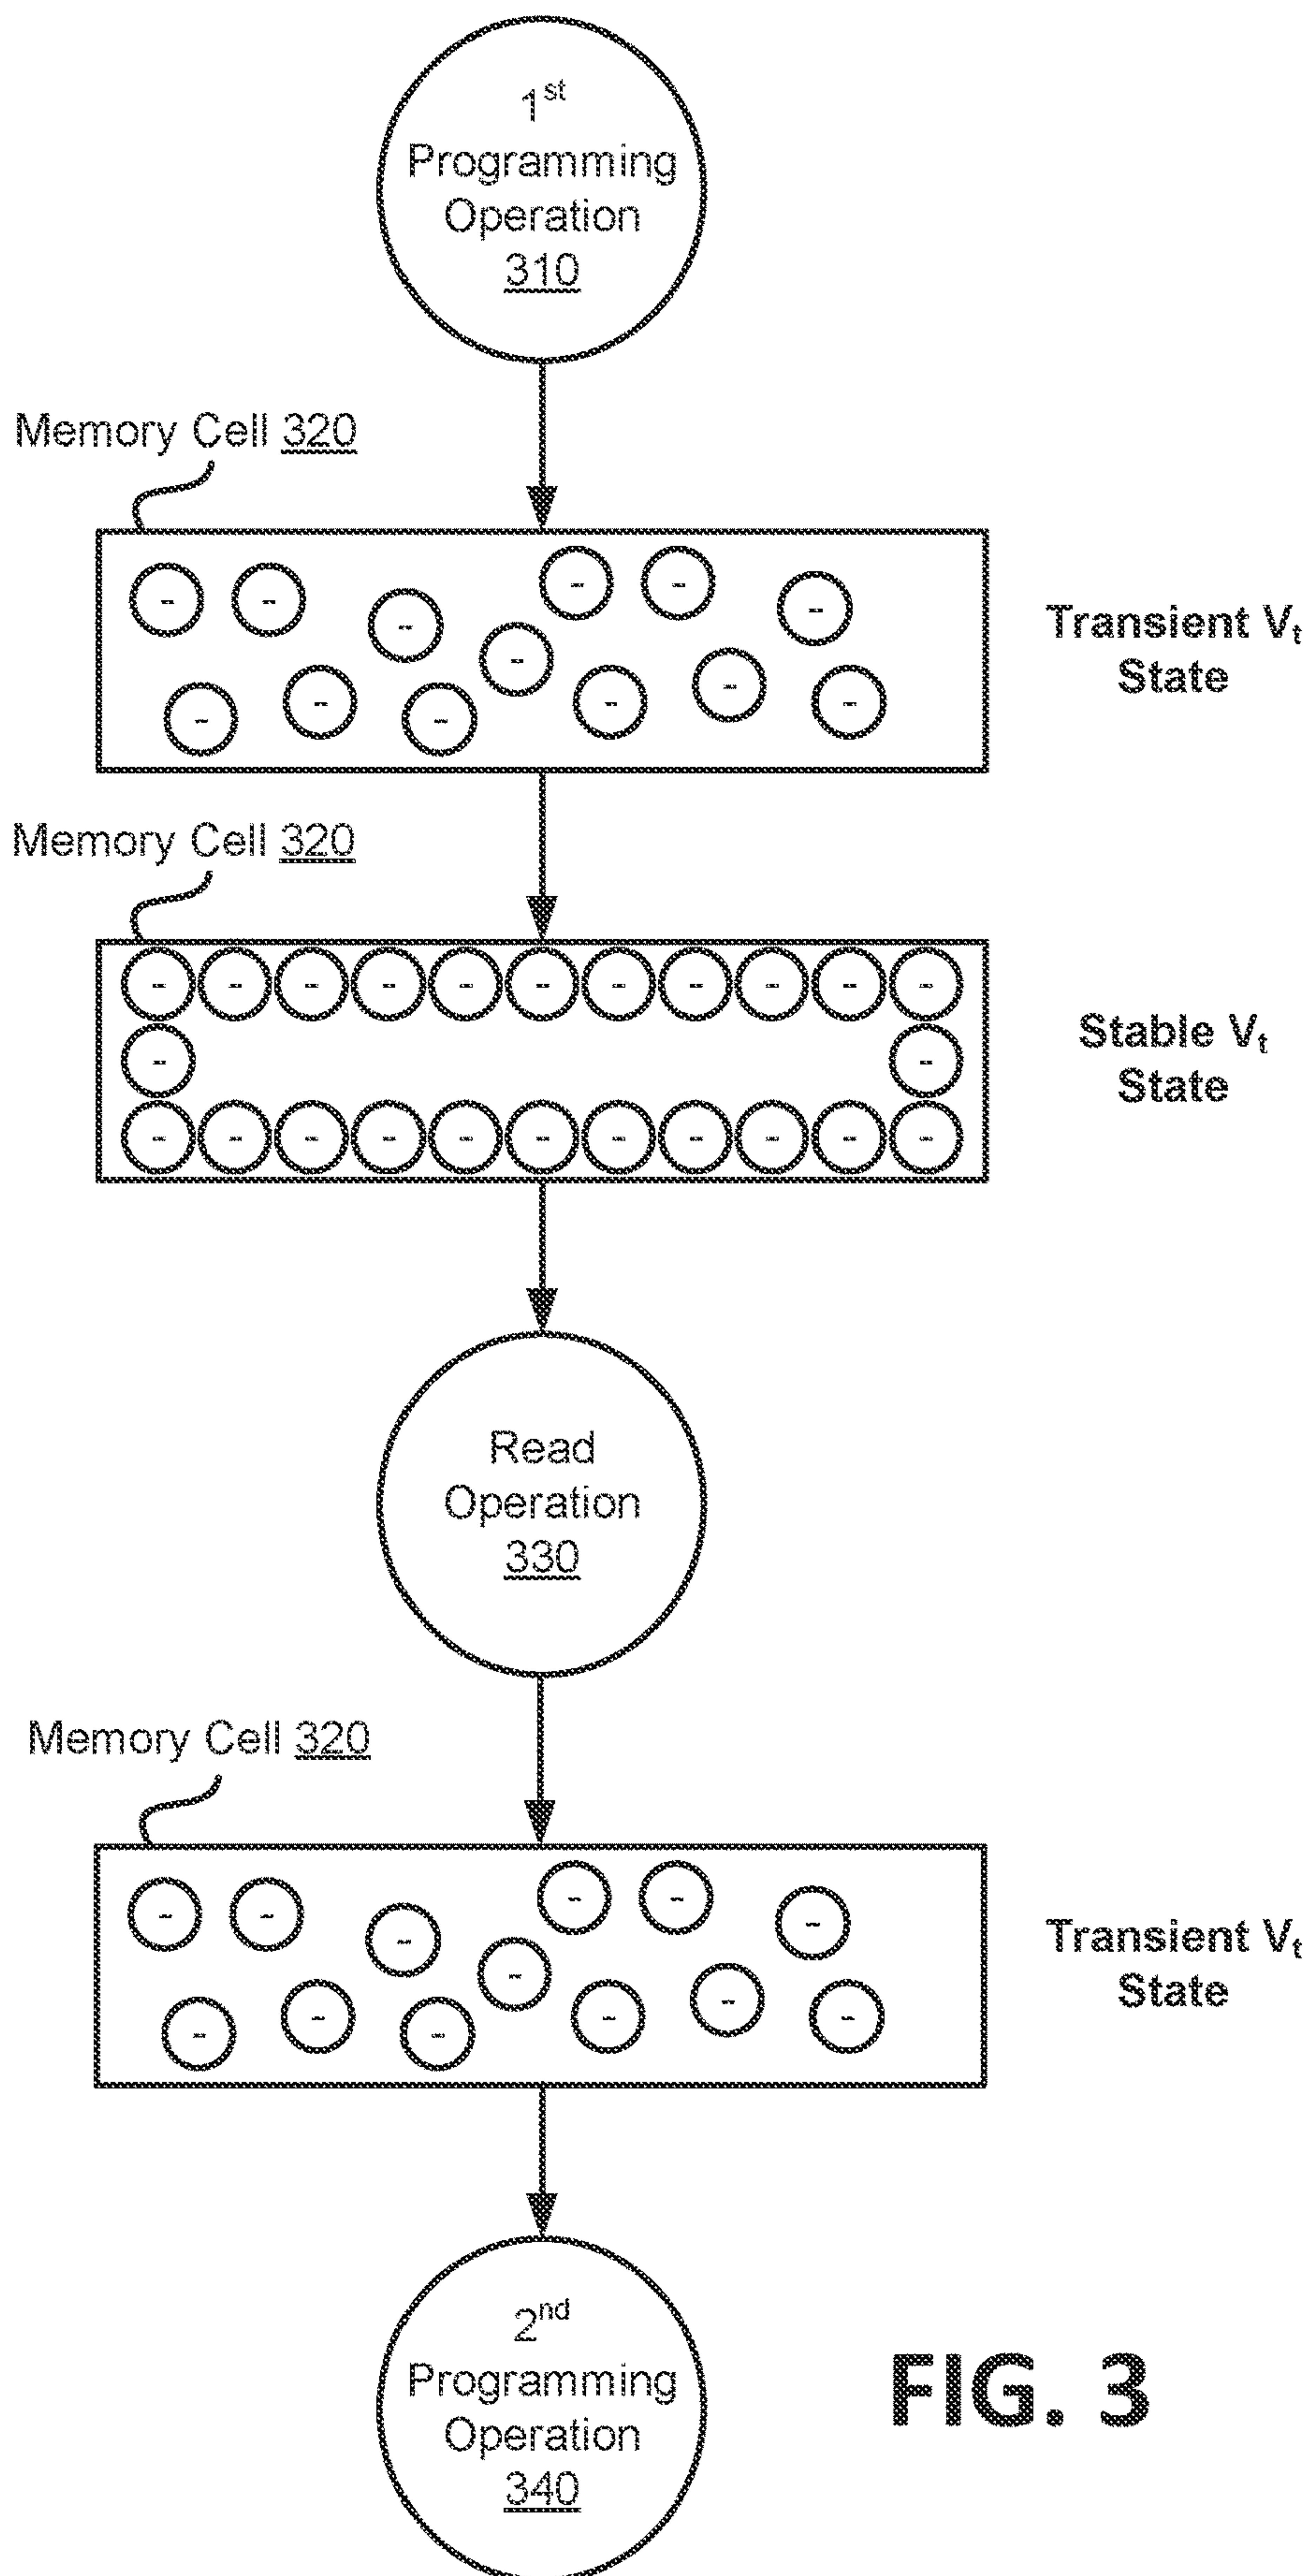 1st
Programming
Operation
310
Memory Cell 320
Transient Vt
State
Memory Cell 320
Stable Vt
State
Read
Operation
330
Memory Cell 320
Transient Vt
State
2nd
Programming
Operation
340
FIG. 3